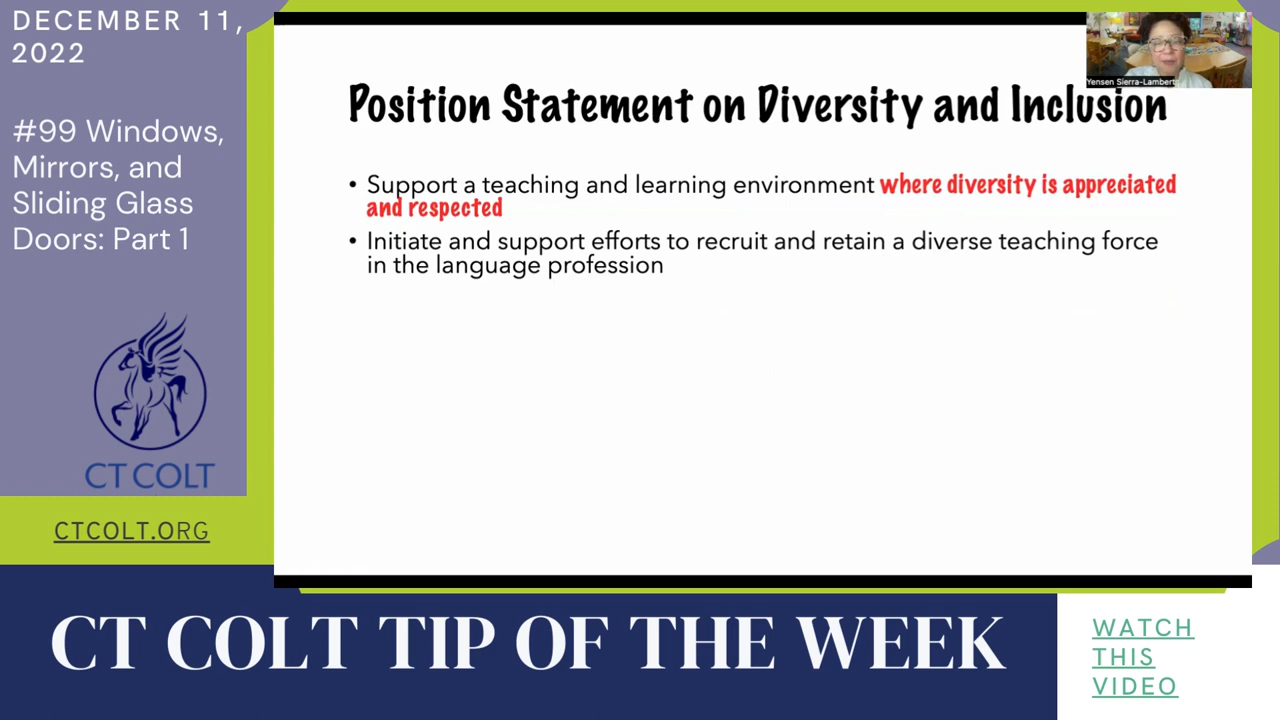 DECEMBER 11,
2022
#99 Windows,
Mirrors, and
Sliding Glass
Doors: Part 1
CT COLT
CTCOLT.ORG
Yensen Sierra-Lambert
Position Statement on Diversity and Inclusion
• Support a teaching and learning environment where diversity is appreciated
and respected
• Initiate and support efforts to recruit and retain a diverse teaching force
in the language profession
CT COLT TIP OF THE WEEK
WATCH
THIS
VIDEO